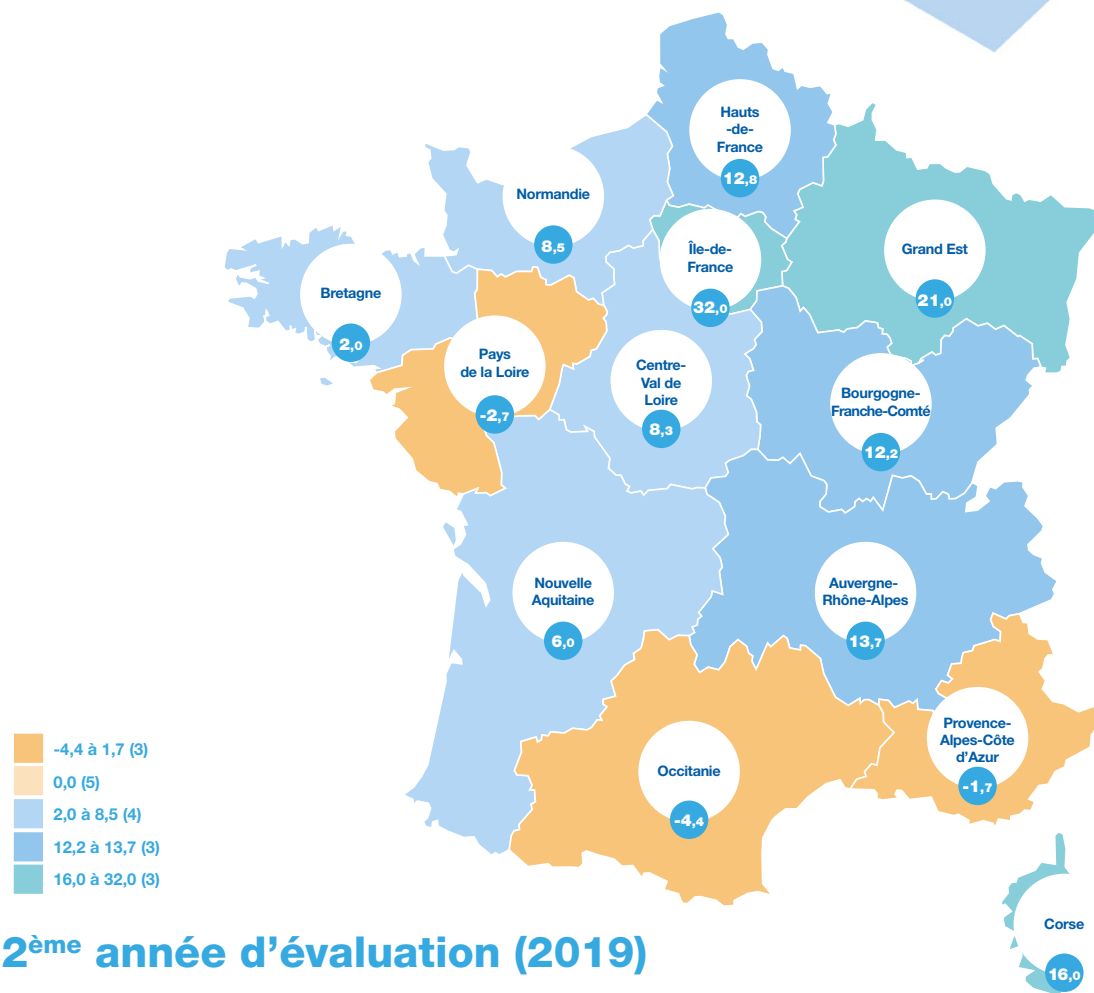 Hauts
-de-
France
12,8
Normandie
8,5
Île-de-
France
32,0
Grand Est
21,0
Bretagne
2,0
Pays
de la Loire
-2,7
Centre-
Val de
Loire
8,3
Bourgogne-
Franche-Comté
12,2
Nouvelle
Aquitaine
6,0
Auvergne-
Rhône-Alpes
13,7
Provence-
Alpes-Côte
d’Azur
-1,7
Occitanie
-4,4
Corse
16,0
-4,4 à 1,7 (3)
0,0 (5)
2,0 à 8,5 (4)
12,2 à 13,7 (3)
16,0 à 32,0 (3)
2ème année d’évaluation (2019)